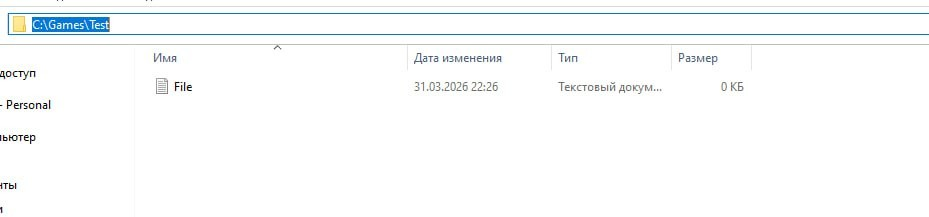 C:\Games\Test
Имя Дата изменения Тип Размер
доступ
File 31.03.2026 22:26 Текстовый докум... 0 КБ
- Personal
пьютер
нты
и